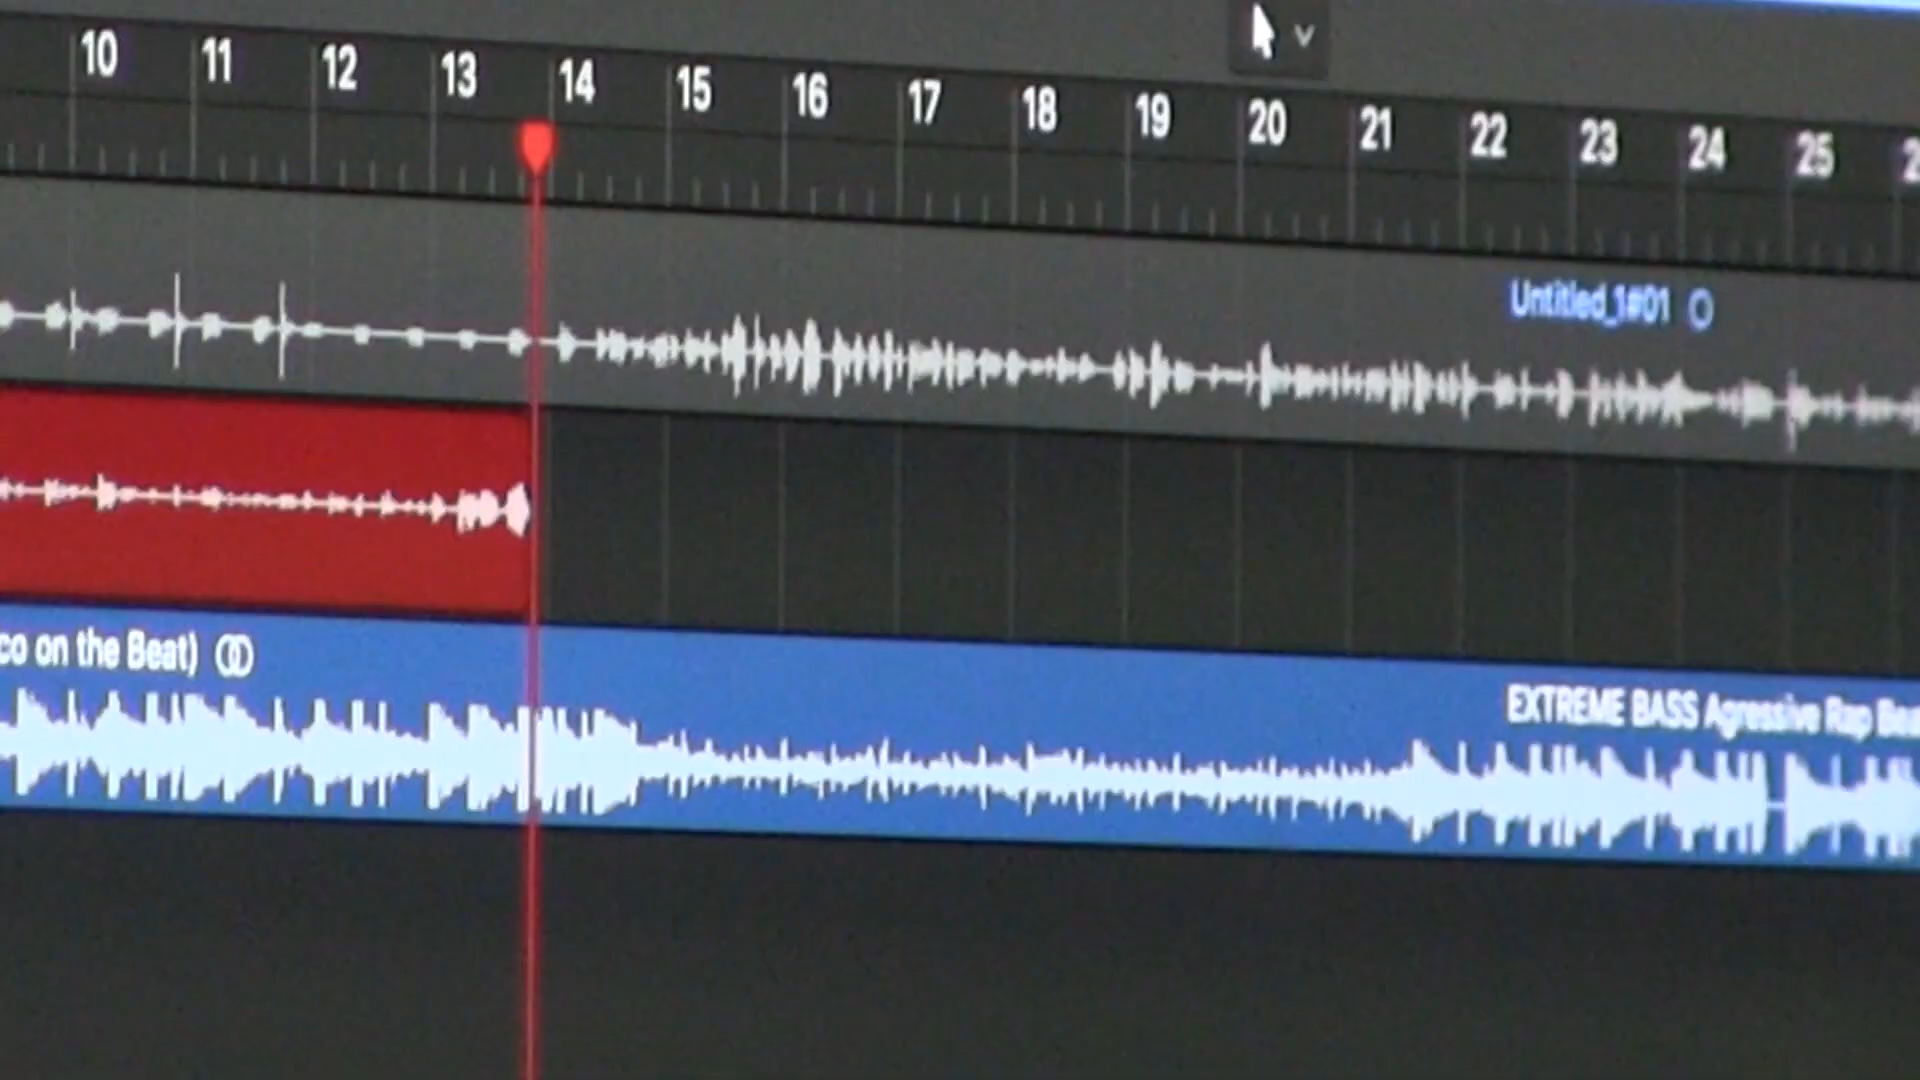 10 11 12 13 14 15 16 17 18 19 20 21 22 23 24 25
Untitled_1#01
co on the Beat)
EXTREME BASS Agressive Rap Bea